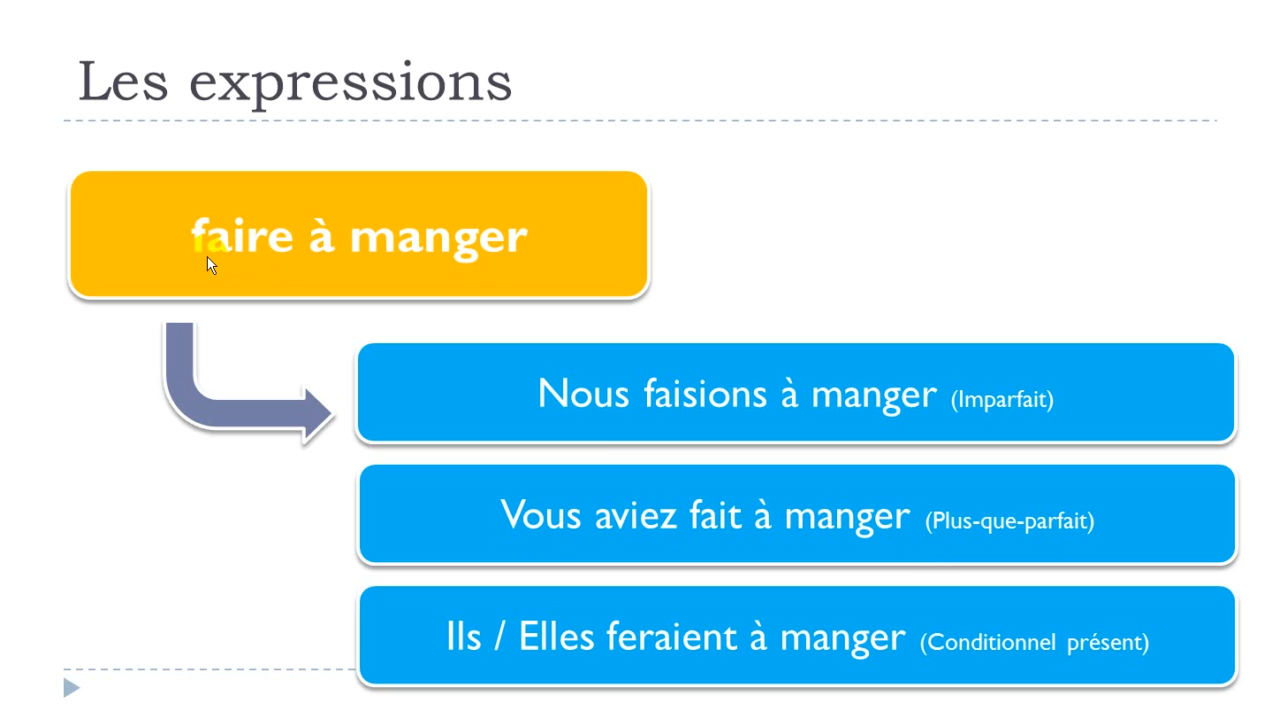 Les expressions
faire à manger
Nous faisions à manger (Imparfait)
Vous aviez fait à manger (Plus-que-parfait)
Ils / Elles feraient à manger (Conditionnel présent)